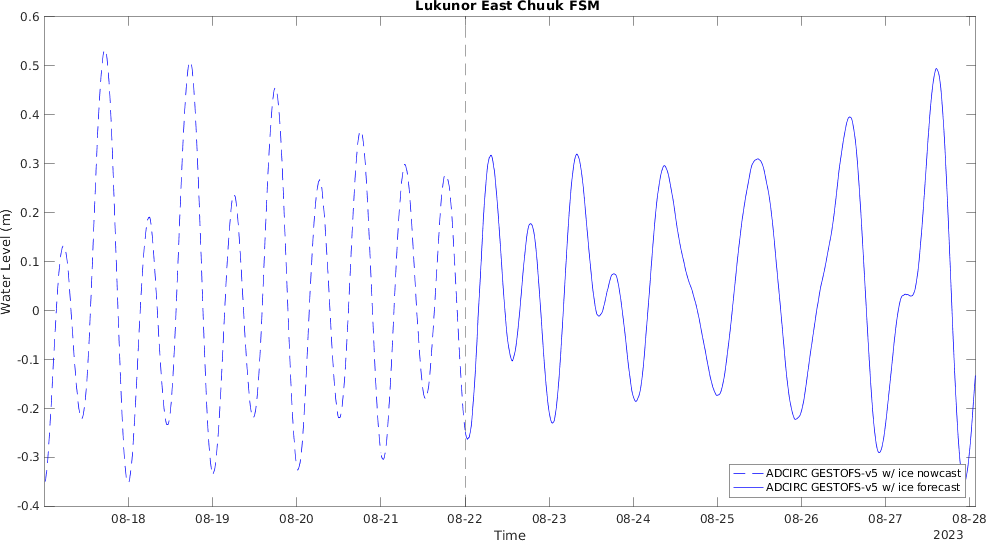 Lukunor East Chuuk FSM
0.6
0.5
0.4
0.3
0.2
0.1
0
-0.1
-0.2
-0.3
-0.4
Water Level (m)
ADCIRC GESTOFS-v5 w/ ice nowcast
ADCIRC GESTOFS-v5 w/ ice forecast
08-18 08-19 08-20 08-21 08-22 08-23 08-24 08-25 08-26 08-27 08-28
Time
2023